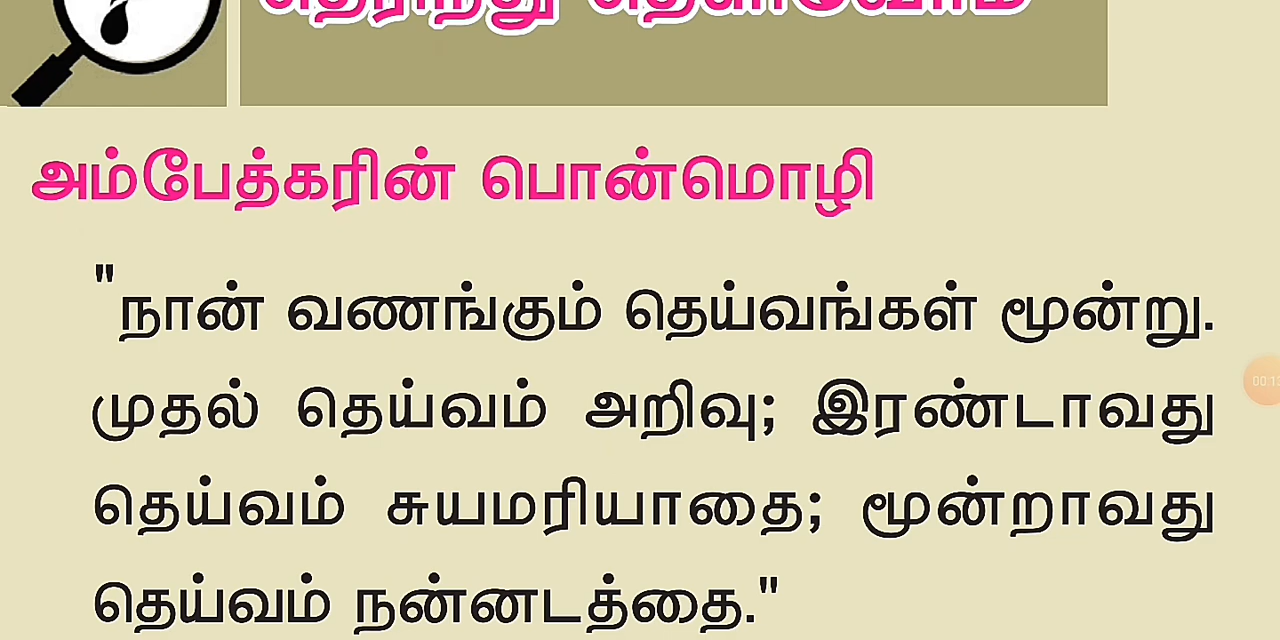 தெரிந்து தெளிவோம்
அம்பேத்கரின் பொன்மொழி
"நான் வணங்கும் தெய்வங்கள் மூன்று.
முதல் தெய்வம் அறிவு; இரண்டாவது
தெய்வம் சுயமரியாதை; மூன்றாவது
தெய்வம் நன்னடத்தை."